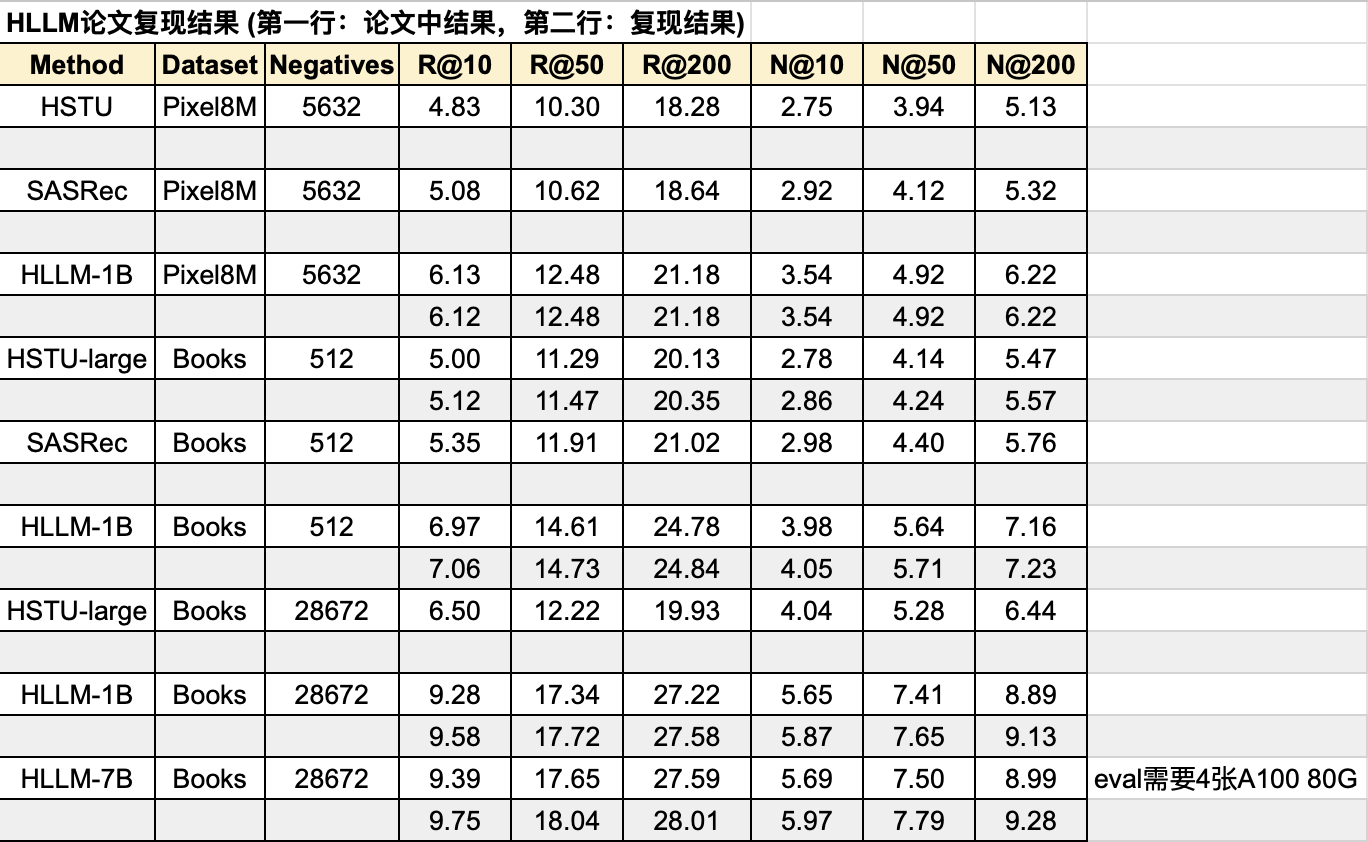 HLLM论文复现结果 (第一行：论文中结果，第二行：复现结果)
Method Dataset Negatives R@10 R@50 R@200 N@10 N@50 N@200
HSTU Pixel8M 5632 4.83 10.30 18.28 2.75 3.94 5.13
SASRec Pixel8M 5632 5.08 10.62 18.64 2.92 4.12 5.32
HLLM-1B Pixel8M 5632 6.13 12.48 21.18 3.54 4.92 6.22
6.12 12.48 21.18 3.54 4.92 6.22
HSTU-large Books 512 5.00 11.29 20.13 2.78 4.14 5.47
5.12 11.47 20.35 2.86 4.24 5.57
SASRec Books 512 5.35 11.91 21.02 2.98 4.40 5.76
HLLM-1B Books 512 6.97 14.61 24.78 3.98 5.64 7.16
7.06 14.73 24.84 4.05 5.71 7.23
HSTU-large Books 28672 6.50 12.22 19.93 4.04 5.28 6.44
HLLM-1B Books 28672 9.28 17.34 27.22 5.65 7.41 8.89
9.58 17.72 27.58 5.87 7.65 9.13
HLLM-7B Books 28672 9.39 17.65 27.59 5.69 7.50 8.99 eval需要4张A100 80G
9.75 18.04 28.01 5.97 7.79 9.28